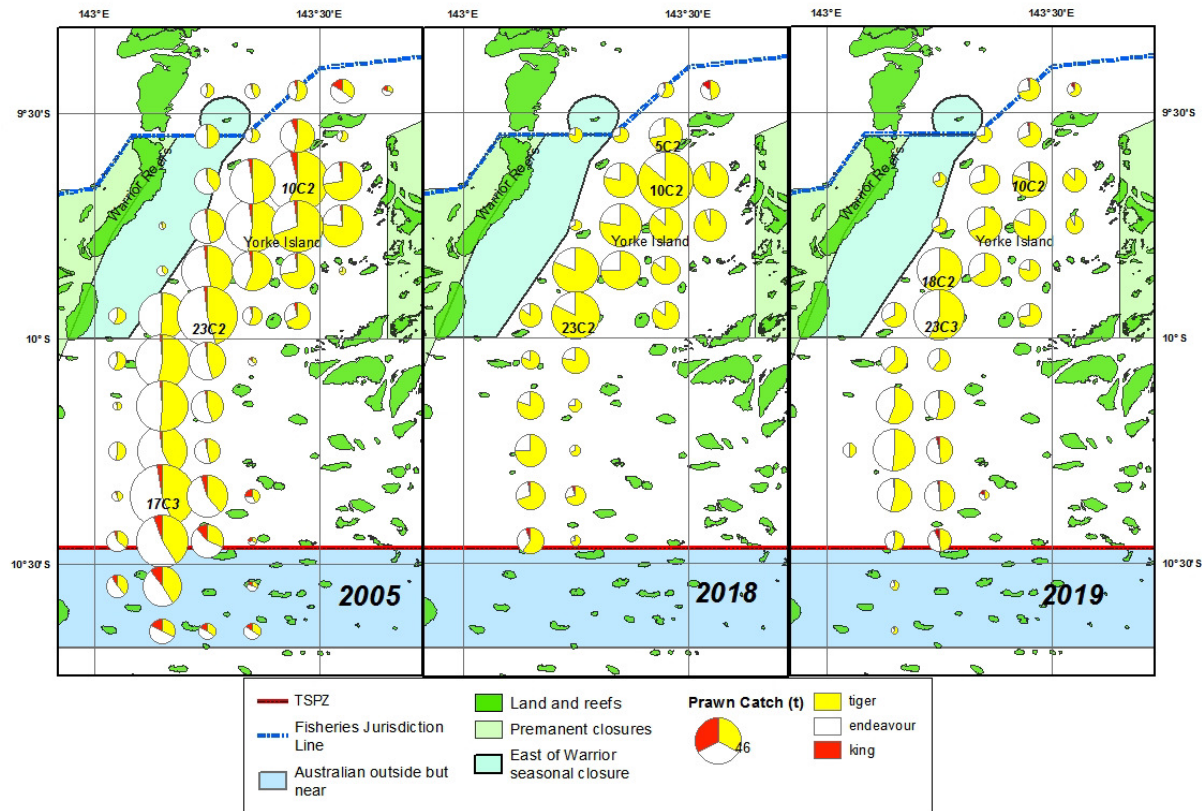 143°E
143°30'E
143°E
143°30'E
143°E
143°30'E
9°30'S
9°30'S
Warrior Reefs
Warrior Reefs
Warrior Reefs
5C2
10C2
10C2
10C2
Yorke Island
Yorke Island
Yorke Island
18C2
23C2
23C2
23C3
10°S
10°S
17C3
10°30'S
10°30'S
2005
2018
2019
TSPZ
Fisheries Jurisdiction
Line
Australian outside but
near
Land and reefs
Premanent closures
East of Warrior
seasonal closure
Prawn Catch (t)
46
tiger
endeavour
king